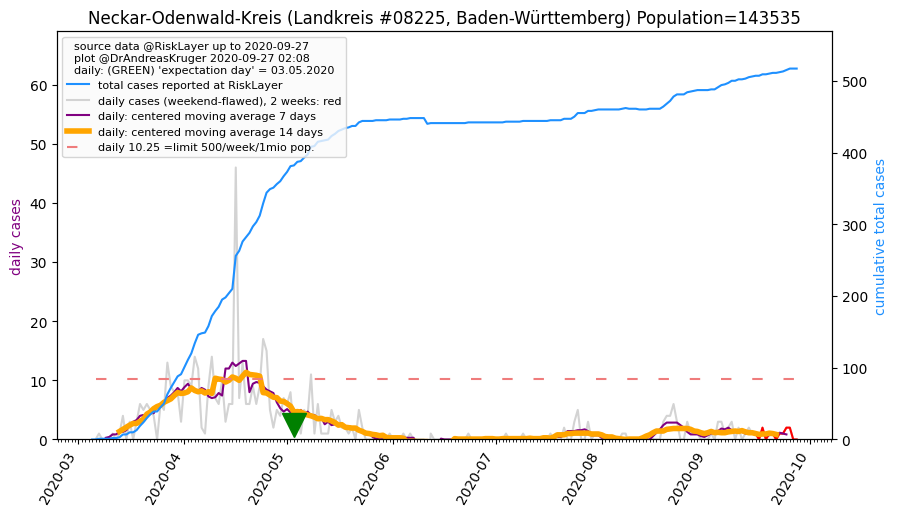 Neckar-Odenwald-Kreis (Landkreis #08225, Baden-Württemberg) Population=143535
source data @RiskLayer up to 2020-09-27
plot @DrAndreasKruger 2020-09-27 02:08
daily: (GREEN) 'expectation day' = 03.05.2020
total cases reported at RiskLayer
daily cases (weekend-flawed), 2 weeks: red
daily: centered moving average 7 days
daily: centered moving average 14 days
daily 10.25 =limit 500/week/1mio pop.
daily cases
60
50
40
30
20
10
0
cumulative total cases
500
400
300
200
100
0
2020-03
2020-04
2020-05
2020-06
2020-07
2020-08
2020-09
2020-10